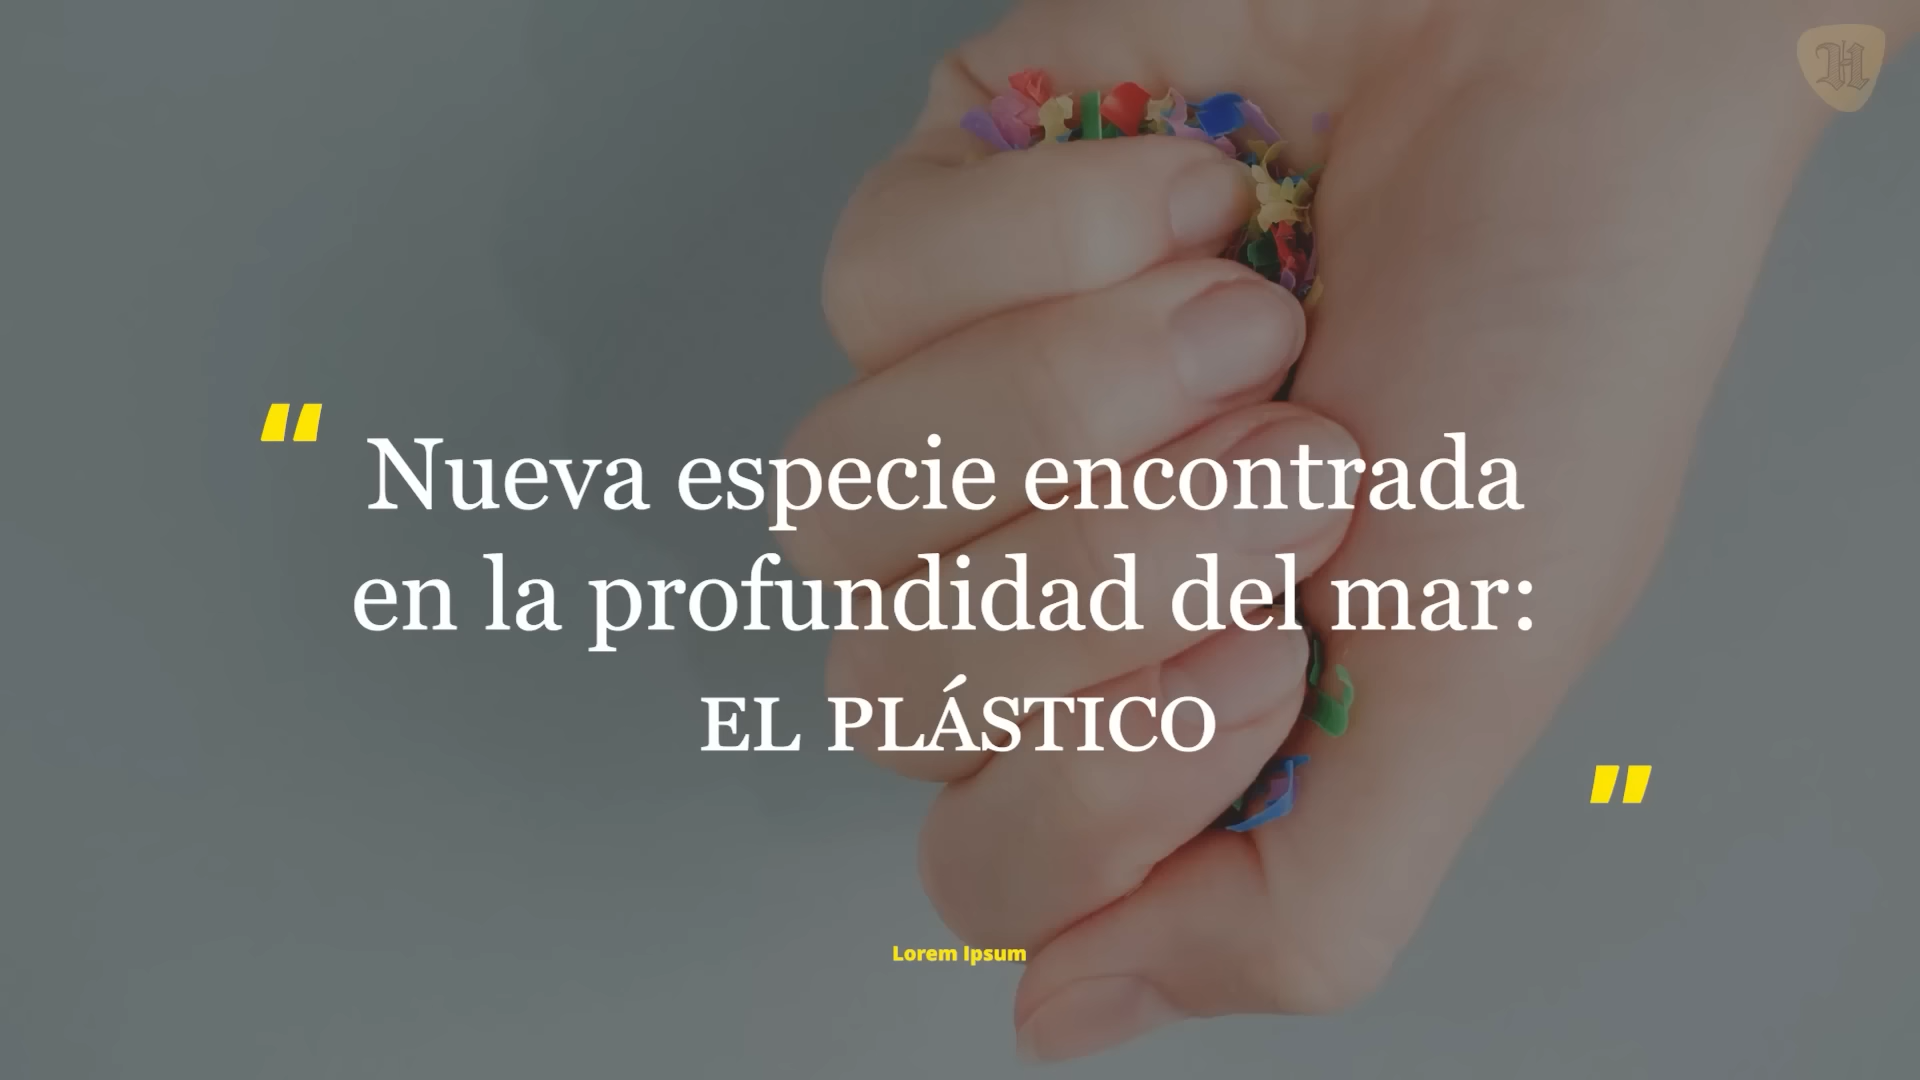 “ Nueva especie encontrada
en la profundidad del mar:
EL PLÁSTICO ”
Lorem Ipsum
H